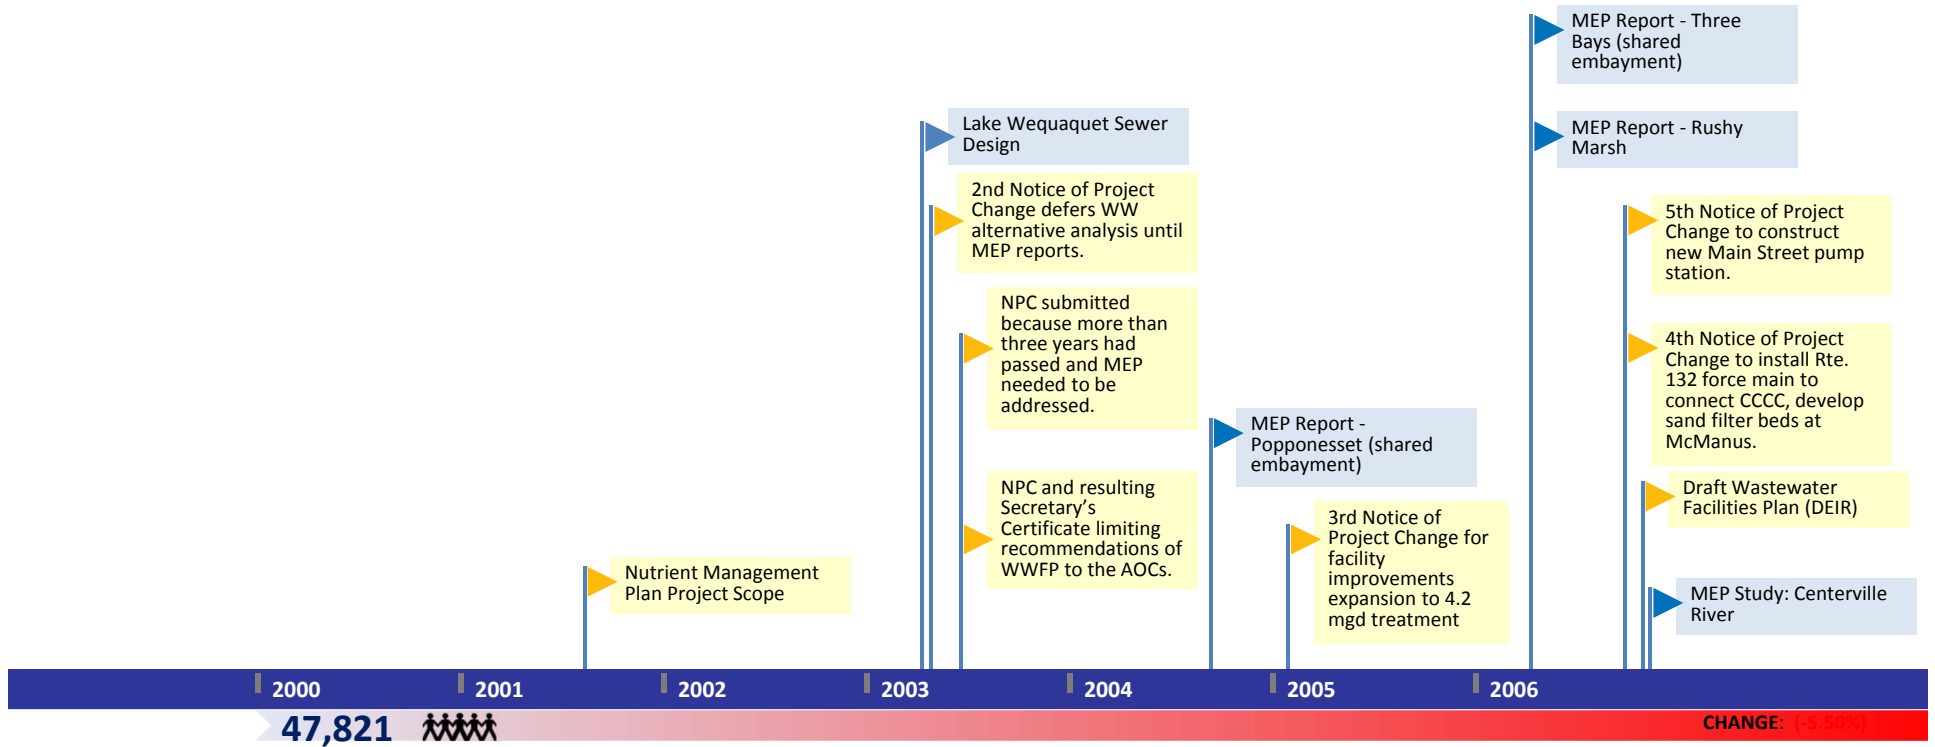 MEP Report - Three
Bays (shared
embayment)
Lake Wequaquet Sewer
Design
MEP Report - Rushy
Marsh
2nd Notice of Project
Change defers WW
alternative analysis until
MEP reports.
5th Notice of Project
Change to construct
new Main Street pump
station.
NPC submitted
because more than
three years had
passed and MEP
needed to be
addressed.
4th Notice of Project
Change to install Rte.
132 force main to
connect CCCC, develop
sand filter beds at
McManus.
MEP Report -
Popponesset (shared
embayment)
NPC and resulting
Secretary’s
Certificate limiting
recommendations of
WWFP to the AOCs.
Draft Wastewater
Facilities Plan (DEIR)
3rd Notice of
Project Change for
facility
improvements
expansion to 4.2
mgd treatment
Nutrient Management
Plan Project Scope
MEP Study: Centerville
River
2000 2001 2002 2003 2004 2005 2006
47,821 CHANGE: (-5.50%)